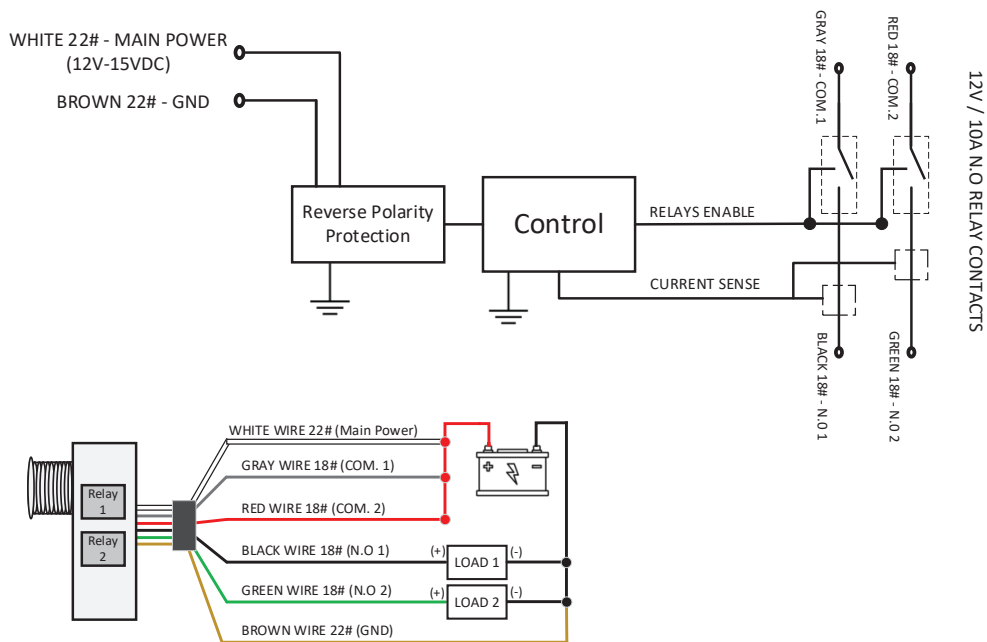 WHITE 22# - MAIN POWER
(12V-15VDC)
BROWN 22# - GND
Reverse Polarity
Protection
Control
RELAYS ENABLE
CURRENT SENSE
GRAY 18# - COM.1
RED 18# - COM.2
BLACK 18# - N.O 1
GREEN 18# - N.O 2
12V / 10A N.O RELAY CONTACTS
Relay
1
Relay
2
WHITE WIRE 22# (Main Power)
GRAY WIRE 18# (COM. 1)
RED WIRE 18# (COM. 2)
BLACK WIRE 18# (N.O 1)
GREEN WIRE 18# (N.O 2)
BROWN WIRE 22# (GND)
+ -
(+) LOAD 1 (-)
(+) LOAD 2 (-)